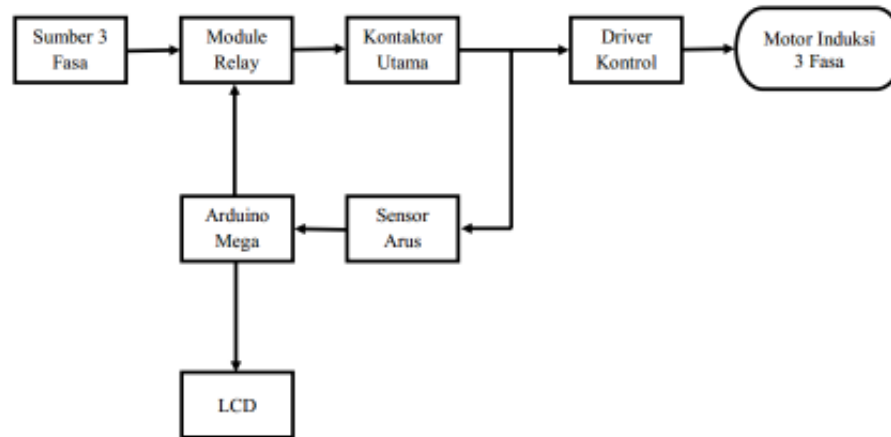 Sumber 3
Fasa
Module
Relay
Kontaktor
Utama
Driver
Kontrol
Motor Induksi
3 Fasa
Arduino
Mega
Sensor
Arus
LCD